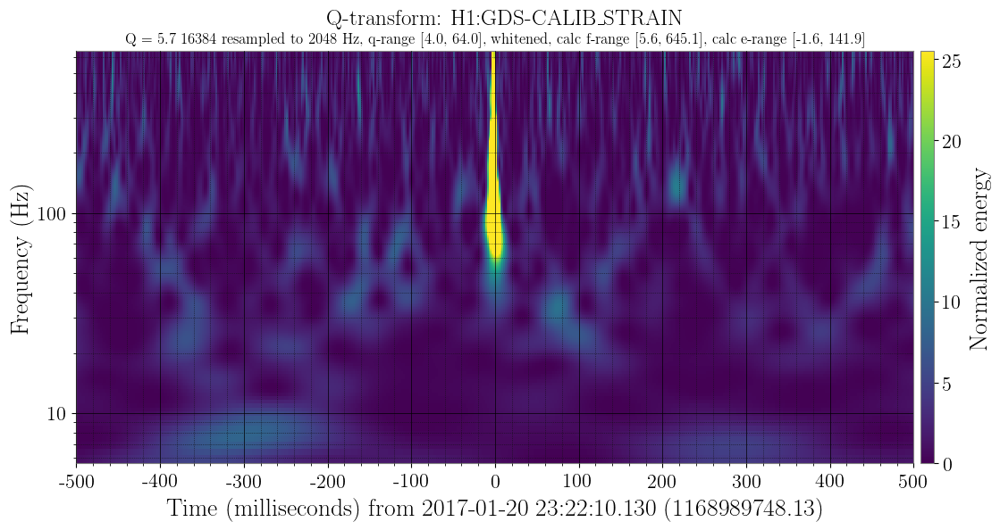 Q-transform: H1:GDS-CALIB_STRAIN
Q = 5.7 16384 resampled to 2048 Hz, q-range [4.0, 64.0], whitened, calc f-range [5.6, 645.1], calc e-range [-1.6, 141.9]
Frequency (Hz)
100
10
-500 -400 -300 -200 -100 0 100 200 300 400 500
Time (milliseconds) from 2017-01-20 23:22:10.130 (1168989748.13)
25
20
15
10
5
0
Normalized energy